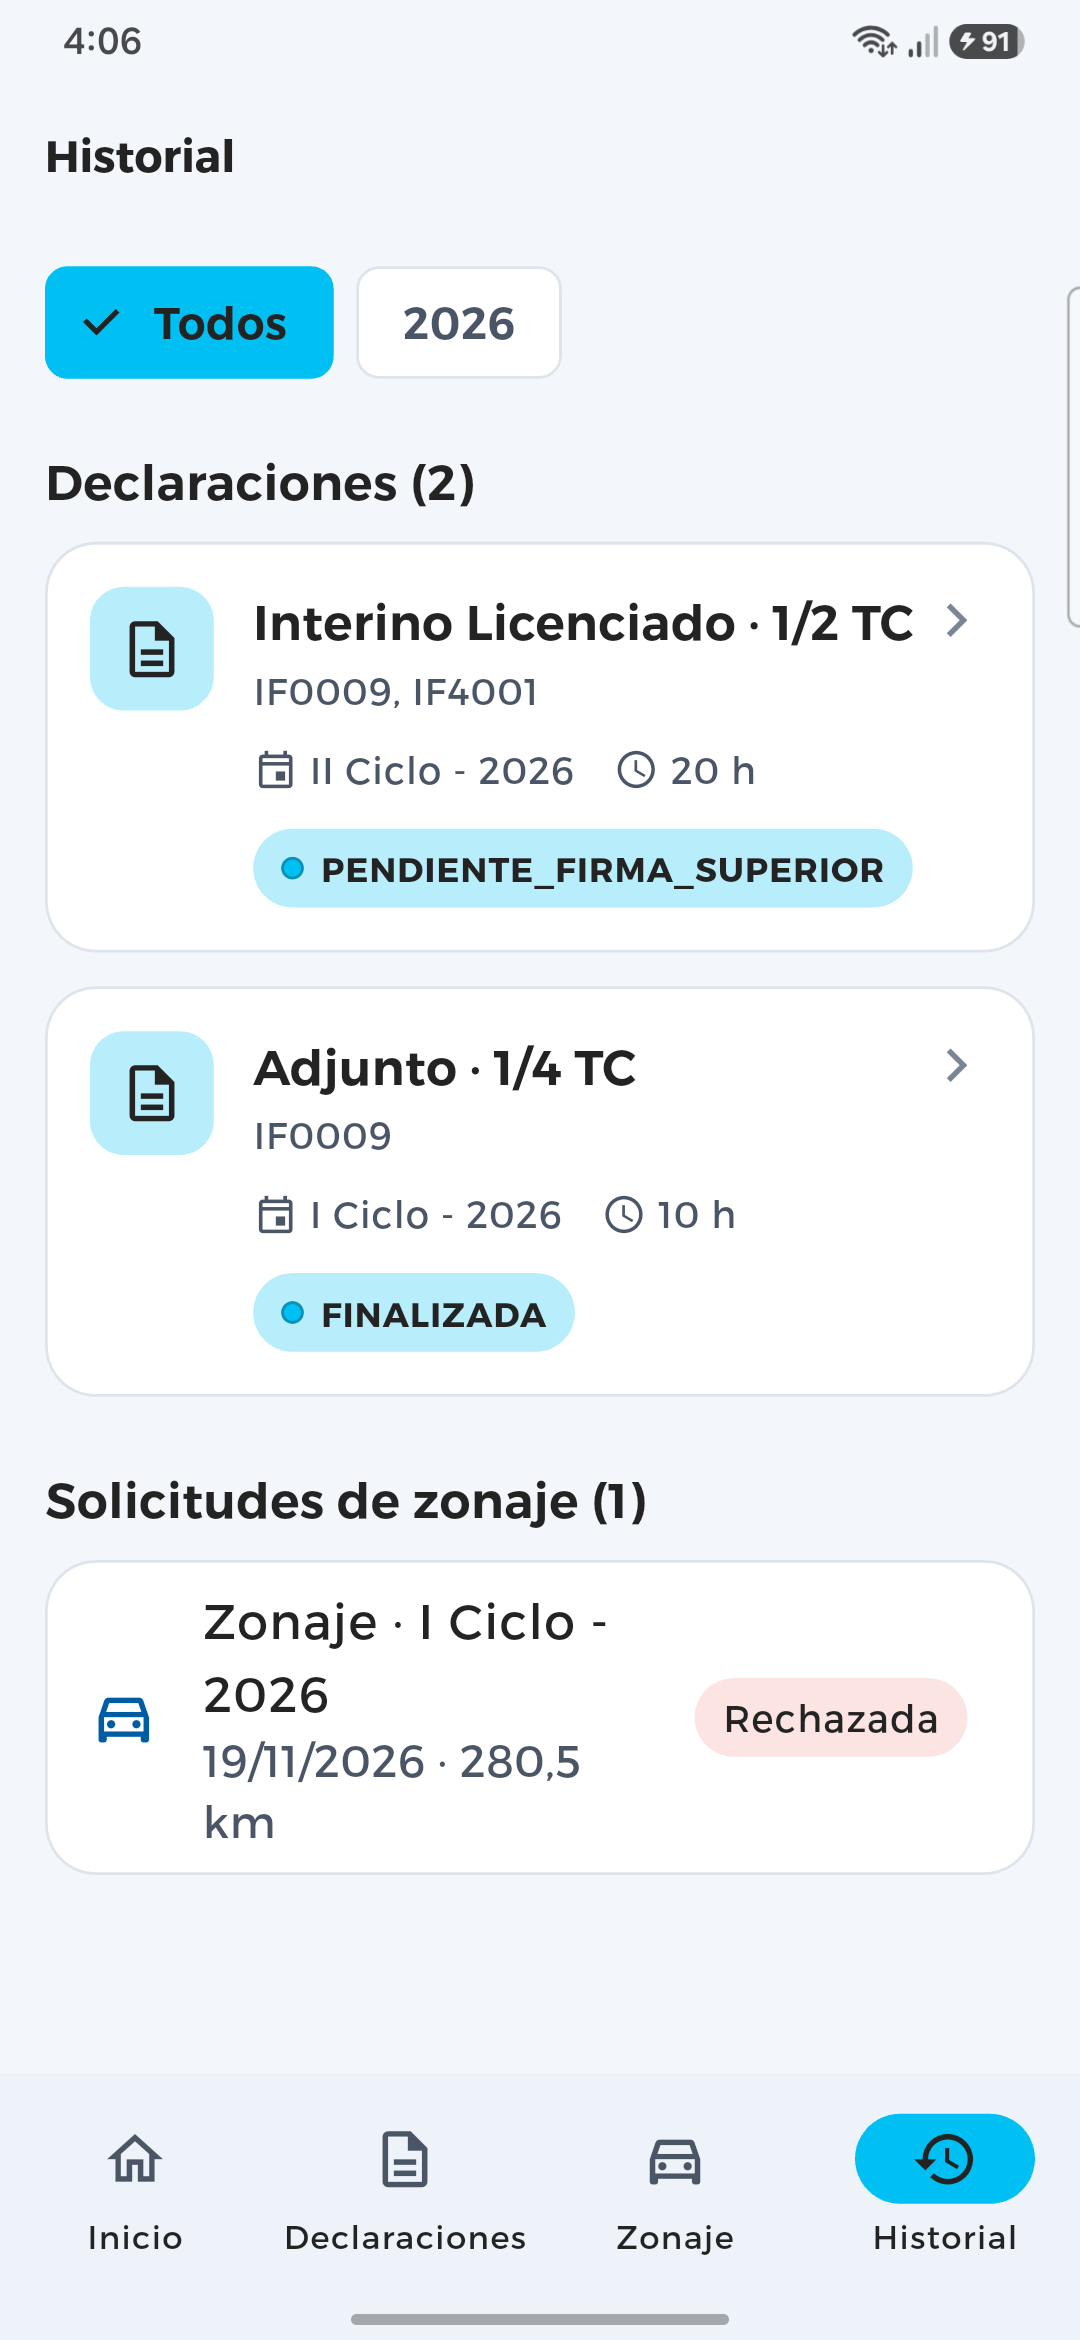 4:06
91
Historial
Todos
2026
Declaraciones (2)
Interino Licenciado · 1/2 TC
IF0009, IF4001
II Ciclo - 2026 20 h
PENDIENTE_FIRMA_SUPERIOR
Adjunto · 1/4 TC
IF0009
I Ciclo - 2026 10 h
FINALIZADA
Solicitudes de zonaje (1)
Zonaje · I Ciclo -
2026
19/11/2026 · 280,5
km
Rechazada
Inicio
Declaraciones
Zonaje
Historial